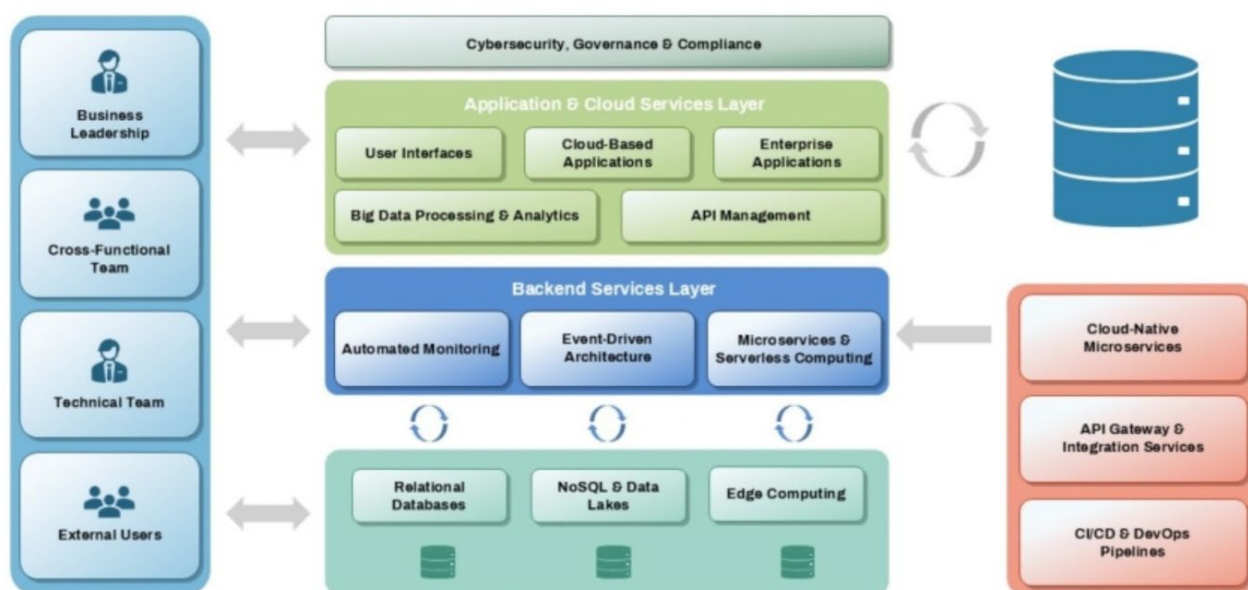 Business
Leadership
Cross-Functional
Team
Technical Team
External Users
Cybersecurity, Governance & Compliance
Application & Cloud Services Layer
User Interfaces
Cloud-Based
Applications
Enterprise
Applications
Big Data Processing & Analytics
API Management
Backend Services Layer
Automated Monitoring
Event-Driven
Architecture
Microservices &
Serverless Computing
Relational
Databases
NoSQL & Data
Lakes
Edge Computing
Cloud-Native
Microservices
API Gateway &
Integration Services
CI/CD & DevOps
Pipelines